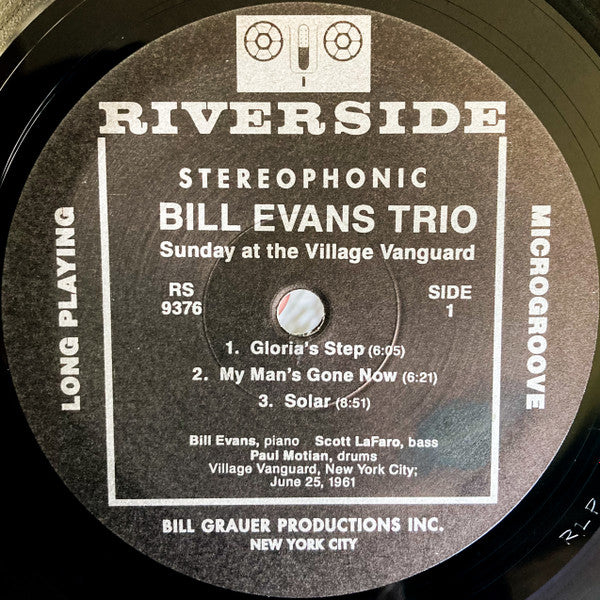 RIVERSIDE
STEREOPHONIC
BILL EVANS TRIO
Sunday at the Village Vanguard
RS
9376
SIDE
1
LONG PLAYING
MICROGROOVE
1. Gloria's Step (6:05)
2. My Man's Gone Now (6:21)
3. Solar (8:51)
Bill Evans, piano Scott LaFaro, bass
Paul Motian, drums
Village Vanguard, New York City;
June 25, 1961
BILL GRAUER PRODUCTIONS INC.
NEW YORK CITY
RLP